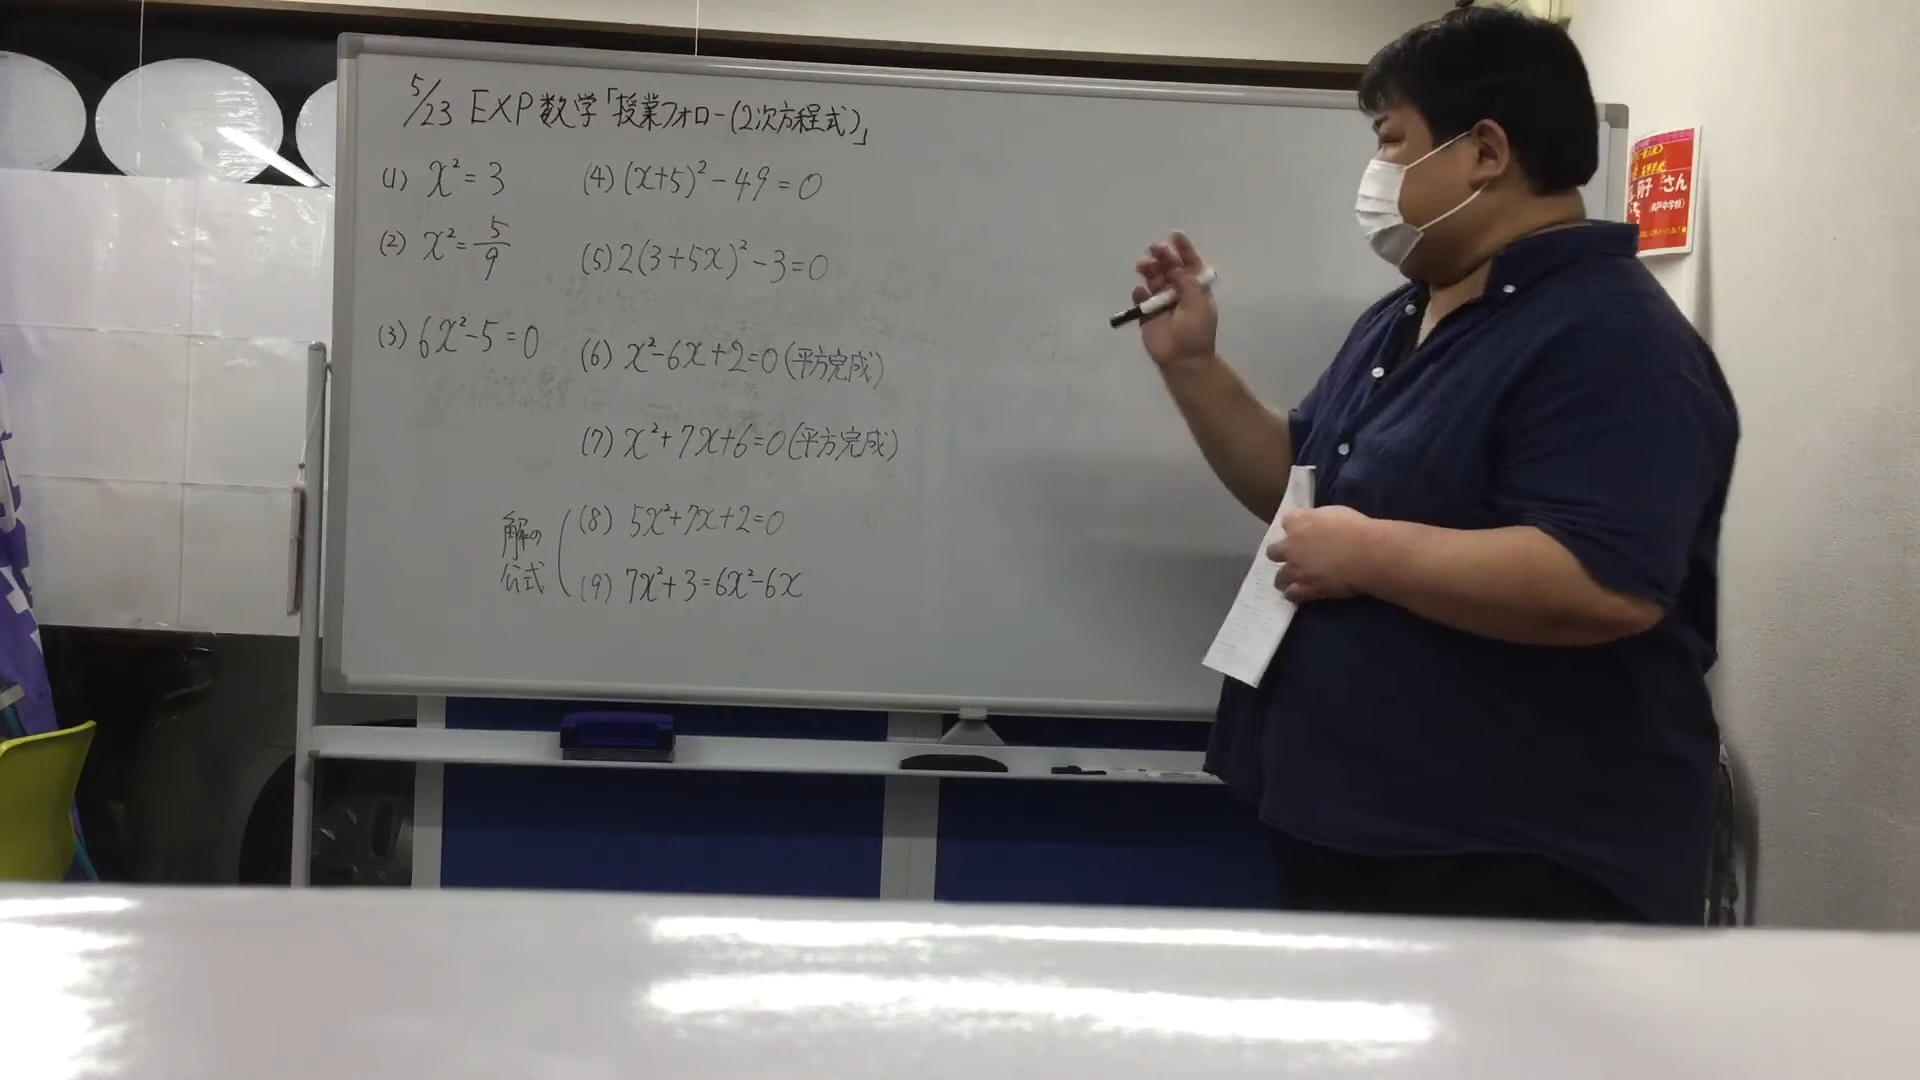 5/23 EXP数学「授業フォロー(2次方程式)」
(1) x²=3
(2) x²=5/9
(3) 6x²-5=0
(4) (x+5)²-49=0
(5) 2(3+5x)²-3=0
(6) x²-6x+2=0(平方完成)
(7) x²+7x+6=0(平方完成)
解の
公式
(8) 5x²+7x+2=0
(9) 7x²+3=6x²-6x
さん